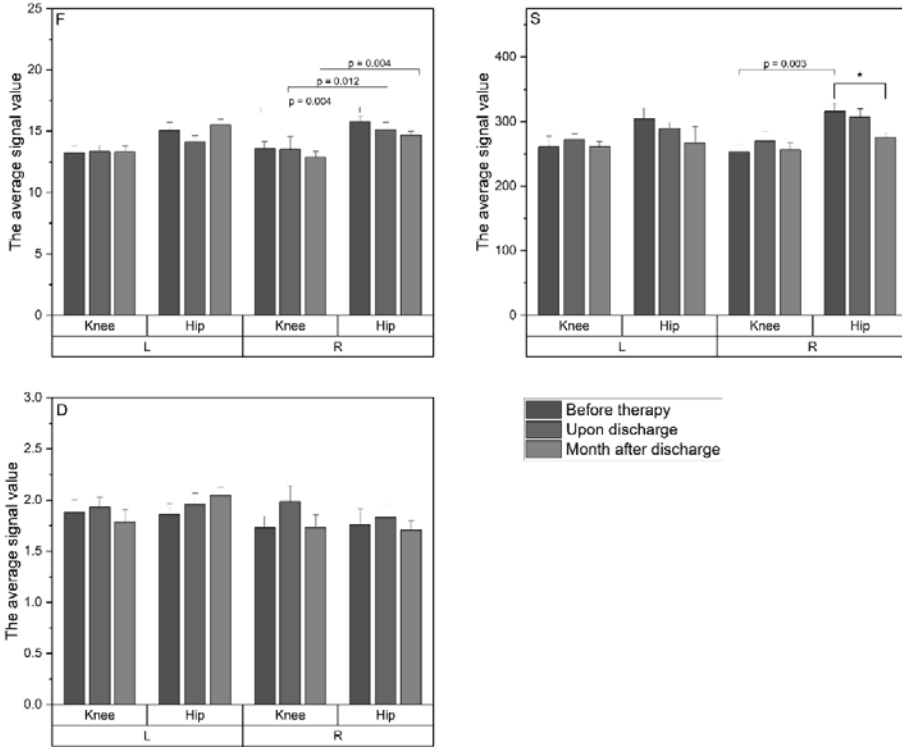 F
The average signal value
25
20
15
10
5
0
p = 0.004
p = 0.012
p = 0.004
Knee Hip Knee Hip
L R
S
The average signal value
400
300
200
100
0
p = 0.003
*
Knee Hip Knee Hip
L R
D
The average signal value
3.0
2.5
2.0
1.5
1.0
0.5
0.0
Knee Hip Knee Hip
L R
Before therapy
Upon discharge
Month after discharge